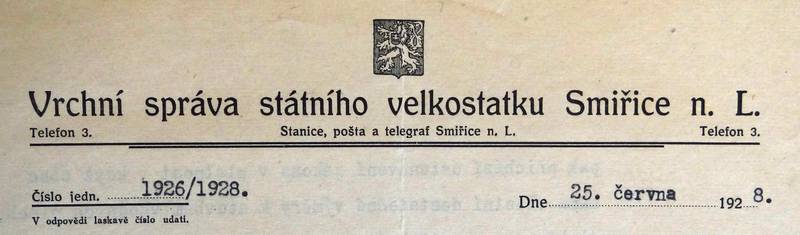 Vrchní správa státního velkostatku Smiřice n. L.
Telefon 3. Stanice, pošta a telegraf Smiřice n. L. Telefon 3.
Číslo jedn. 1926/1928. Dne 25. června 1928.
V odpovědi laskavě číslo udati.